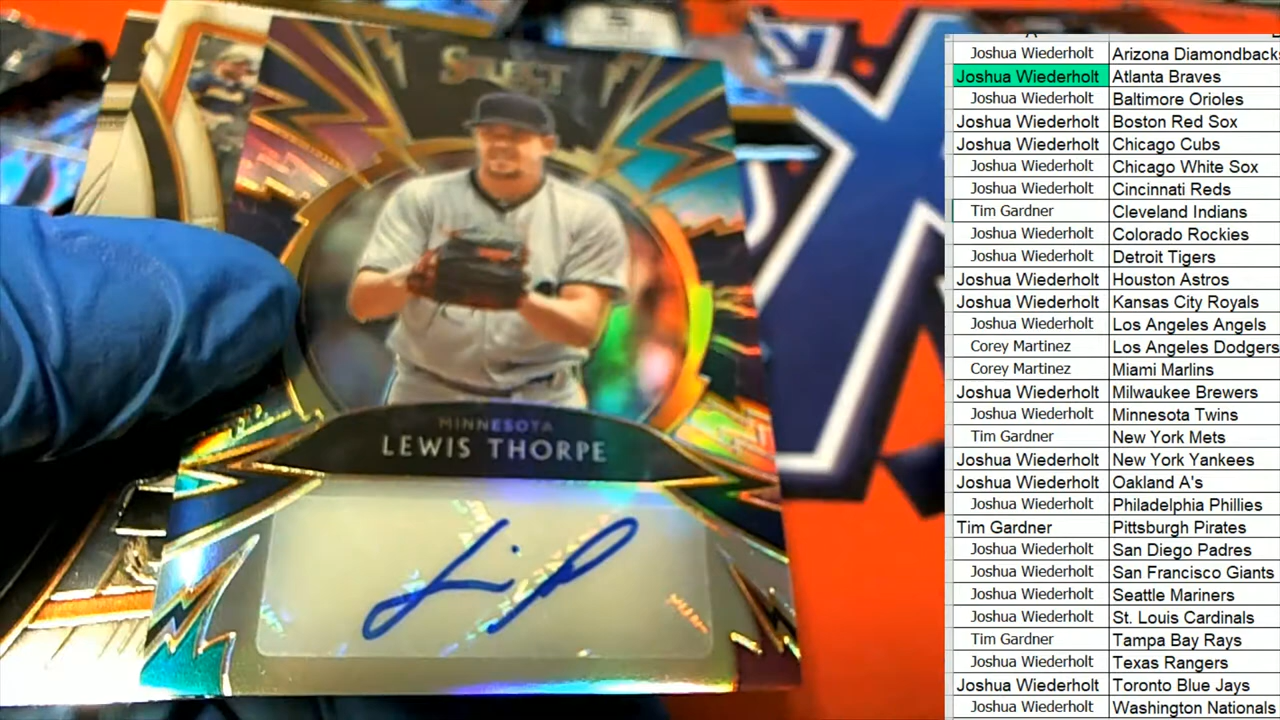 SELECT
MINNESOTA
LEWIS THORPE
Joshua Wiederholt Arizona Diamondbacks
Joshua Wiederholt Atlanta Braves
Joshua Wiederholt Baltimore Orioles
Joshua Wiederholt Boston Red Sox
Joshua Wiederholt Chicago Cubs
Joshua Wiederholt Chicago White Sox
Joshua Wiederholt Cincinnati Reds
Tim Gardner Cleveland Indians
Joshua Wiederholt Colorado Rockies
Joshua Wiederholt Detroit Tigers
Joshua Wiederholt Houston Astros
Joshua Wiederholt Kansas City Royals
Joshua Wiederholt Los Angeles Angels
Corey Martinez Los Angeles Dodgers
Corey Martinez Miami Marlins
Joshua Wiederholt Milwaukee Brewers
Joshua Wiederholt Minnesota Twins
Tim Gardner New York Mets
Joshua Wiederholt New York Yankees
Joshua Wiederholt Oakland A's
Joshua Wiederholt Philadelphia Phillies
Tim Gardner Pittsburgh Pirates
Joshua Wiederholt San Diego Padres
Joshua Wiederholt San Francisco Giants
Joshua Wiederholt Seattle Mariners
Joshua Wiederholt St. Louis Cardinals
Tim Gardner Tampa Bay Rays
Joshua Wiederholt Texas Rangers
Joshua Wiederholt Toronto Blue Jays
Joshua Wiederholt Washington Nationals